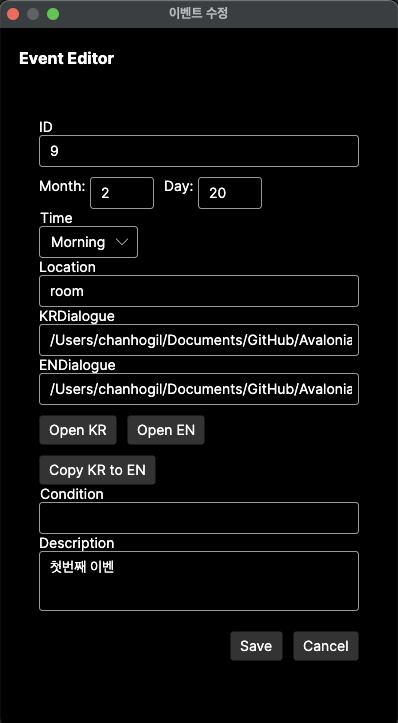 이벤트 수정
Event Editor
ID
9
Month: 2 Day: 20
Time
Morning
Location
room
KRDialogue
/Users/chanhogil/Documents/GitHub/Avalonia
ENDialogue
/Users/chanhogil/Documents/GitHub/Avalonia
Open KR Open EN
Copy KR to EN
Condition
Description
첫번째 이벤
Save Cancel